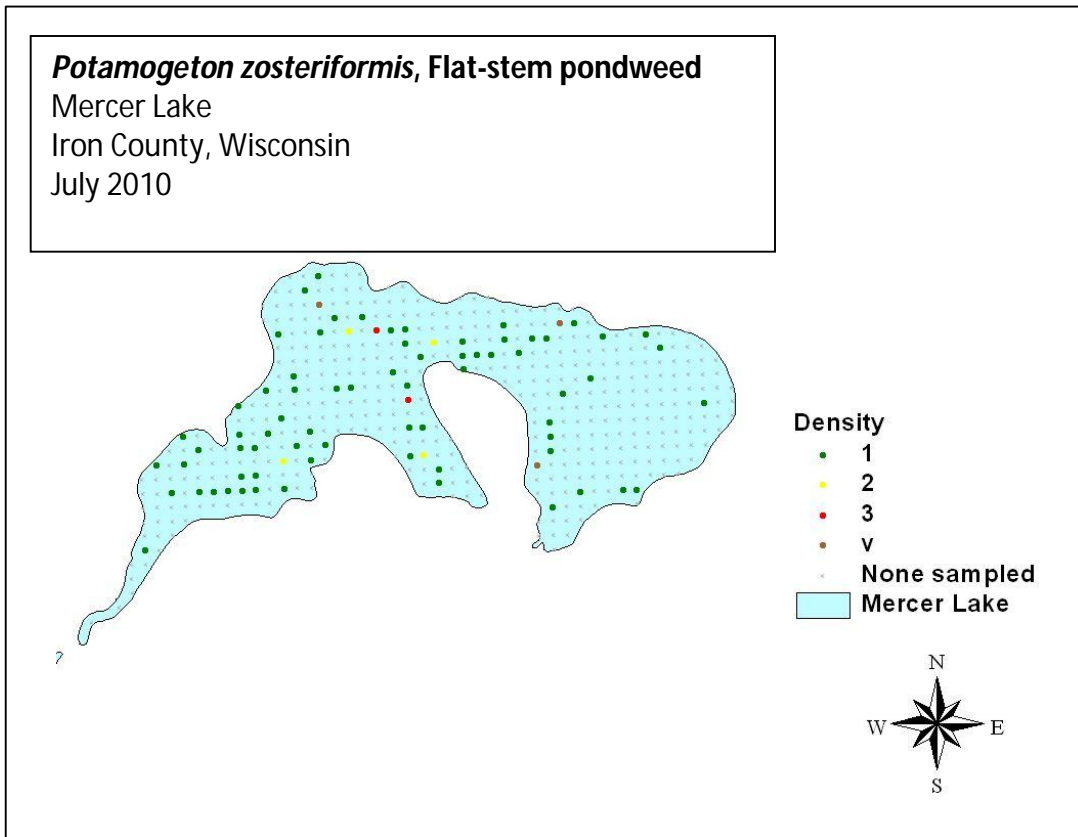 Potamogeton zosteriformis, Flat-stem pondweed
Mercer Lake
Iron County, Wisconsin
July 2010
Density
1
2
3
v
None sampled
Mercer Lake
N
W E
S